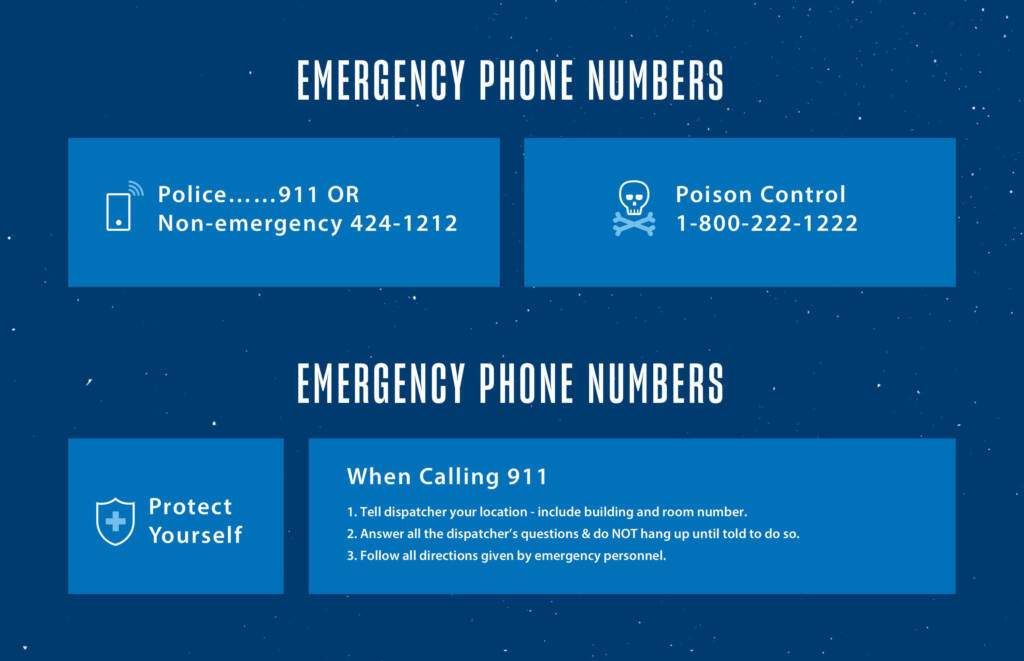 EMERGENCY PHONE NUMBERS
Police......911 OR
Non-emergency 424-1212
Poison Control
1-800-222-1222
EMERGENCY PHONE NUMBERS
Protect
Yourself
When Calling 911
1. Tell dispatcher your location - include building and room number.
2. Answer all the dispatcher’s questions & do NOT hang up until told to do so.
3. Follow all directions given by emergency personnel.